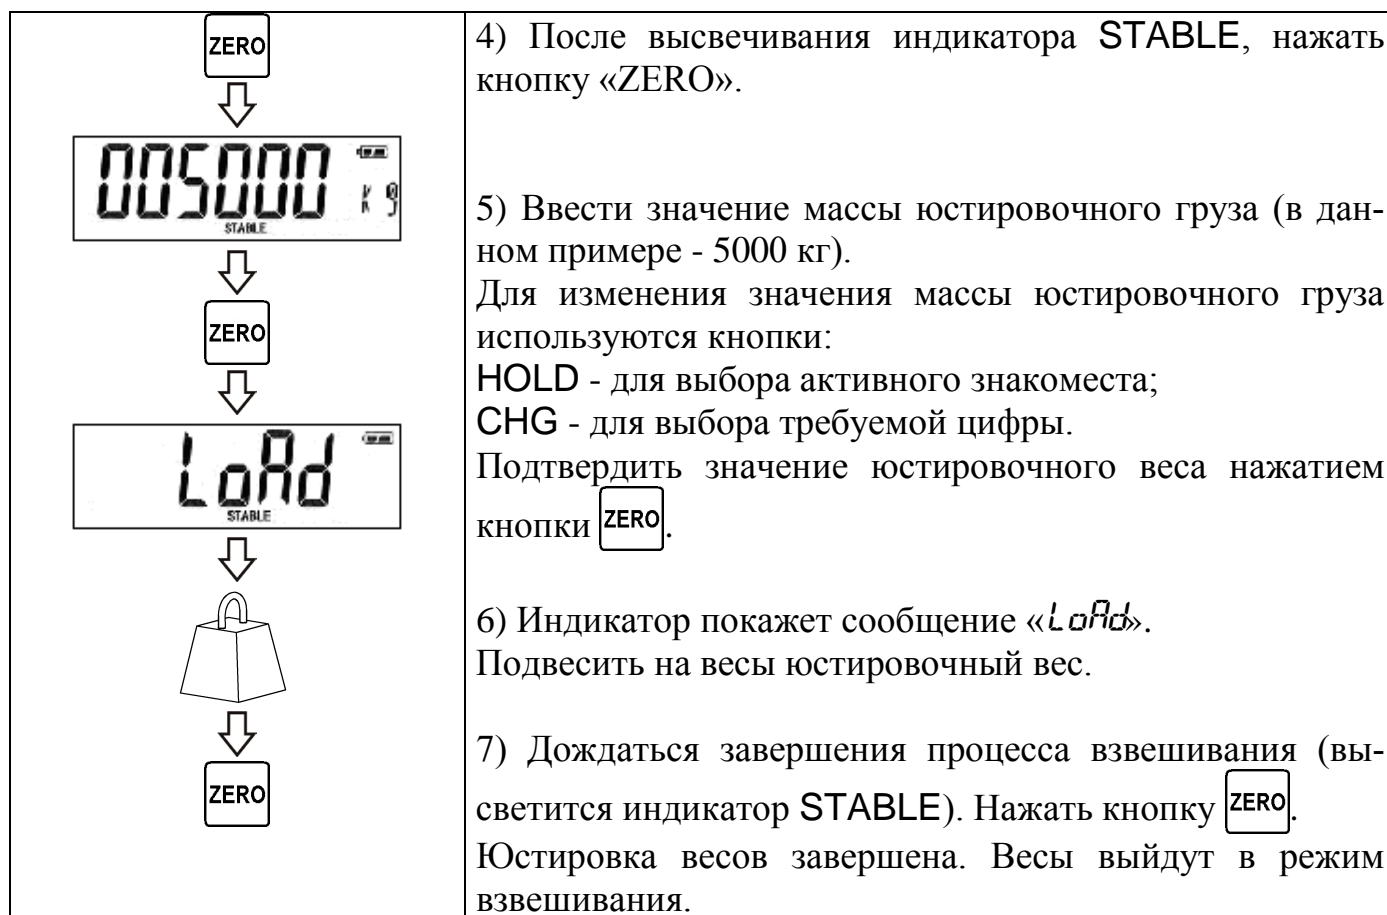 ZERO
005000 kg
STABLE
ZERO
LoAd
STABLE
ZERO
4) После высвечивания индикатора STABLE, нажать
кнопку «ZERO».
5) Ввести значение массы юстировочного груза (в дан-
ном примере - 5000 кг).
Для изменения значения массы юстировочного груза
используются кнопки:
HOLD - для выбора активного знакоместа;
CHG - для выбора требуемой цифры.
Подтвердить значение юстировочного веса нажатием
кнопки ZERO.
6) Индикатор покажет сообщение «LoAd».
Подвесить на весы юстировочный вес.
7) Дождаться завершения процесса взвешивания (вы-
светится индикатор STABLE). Нажать кнопку ZERO.
Юстировка весов завершена. Весы выйдут в режим
взвешивания.